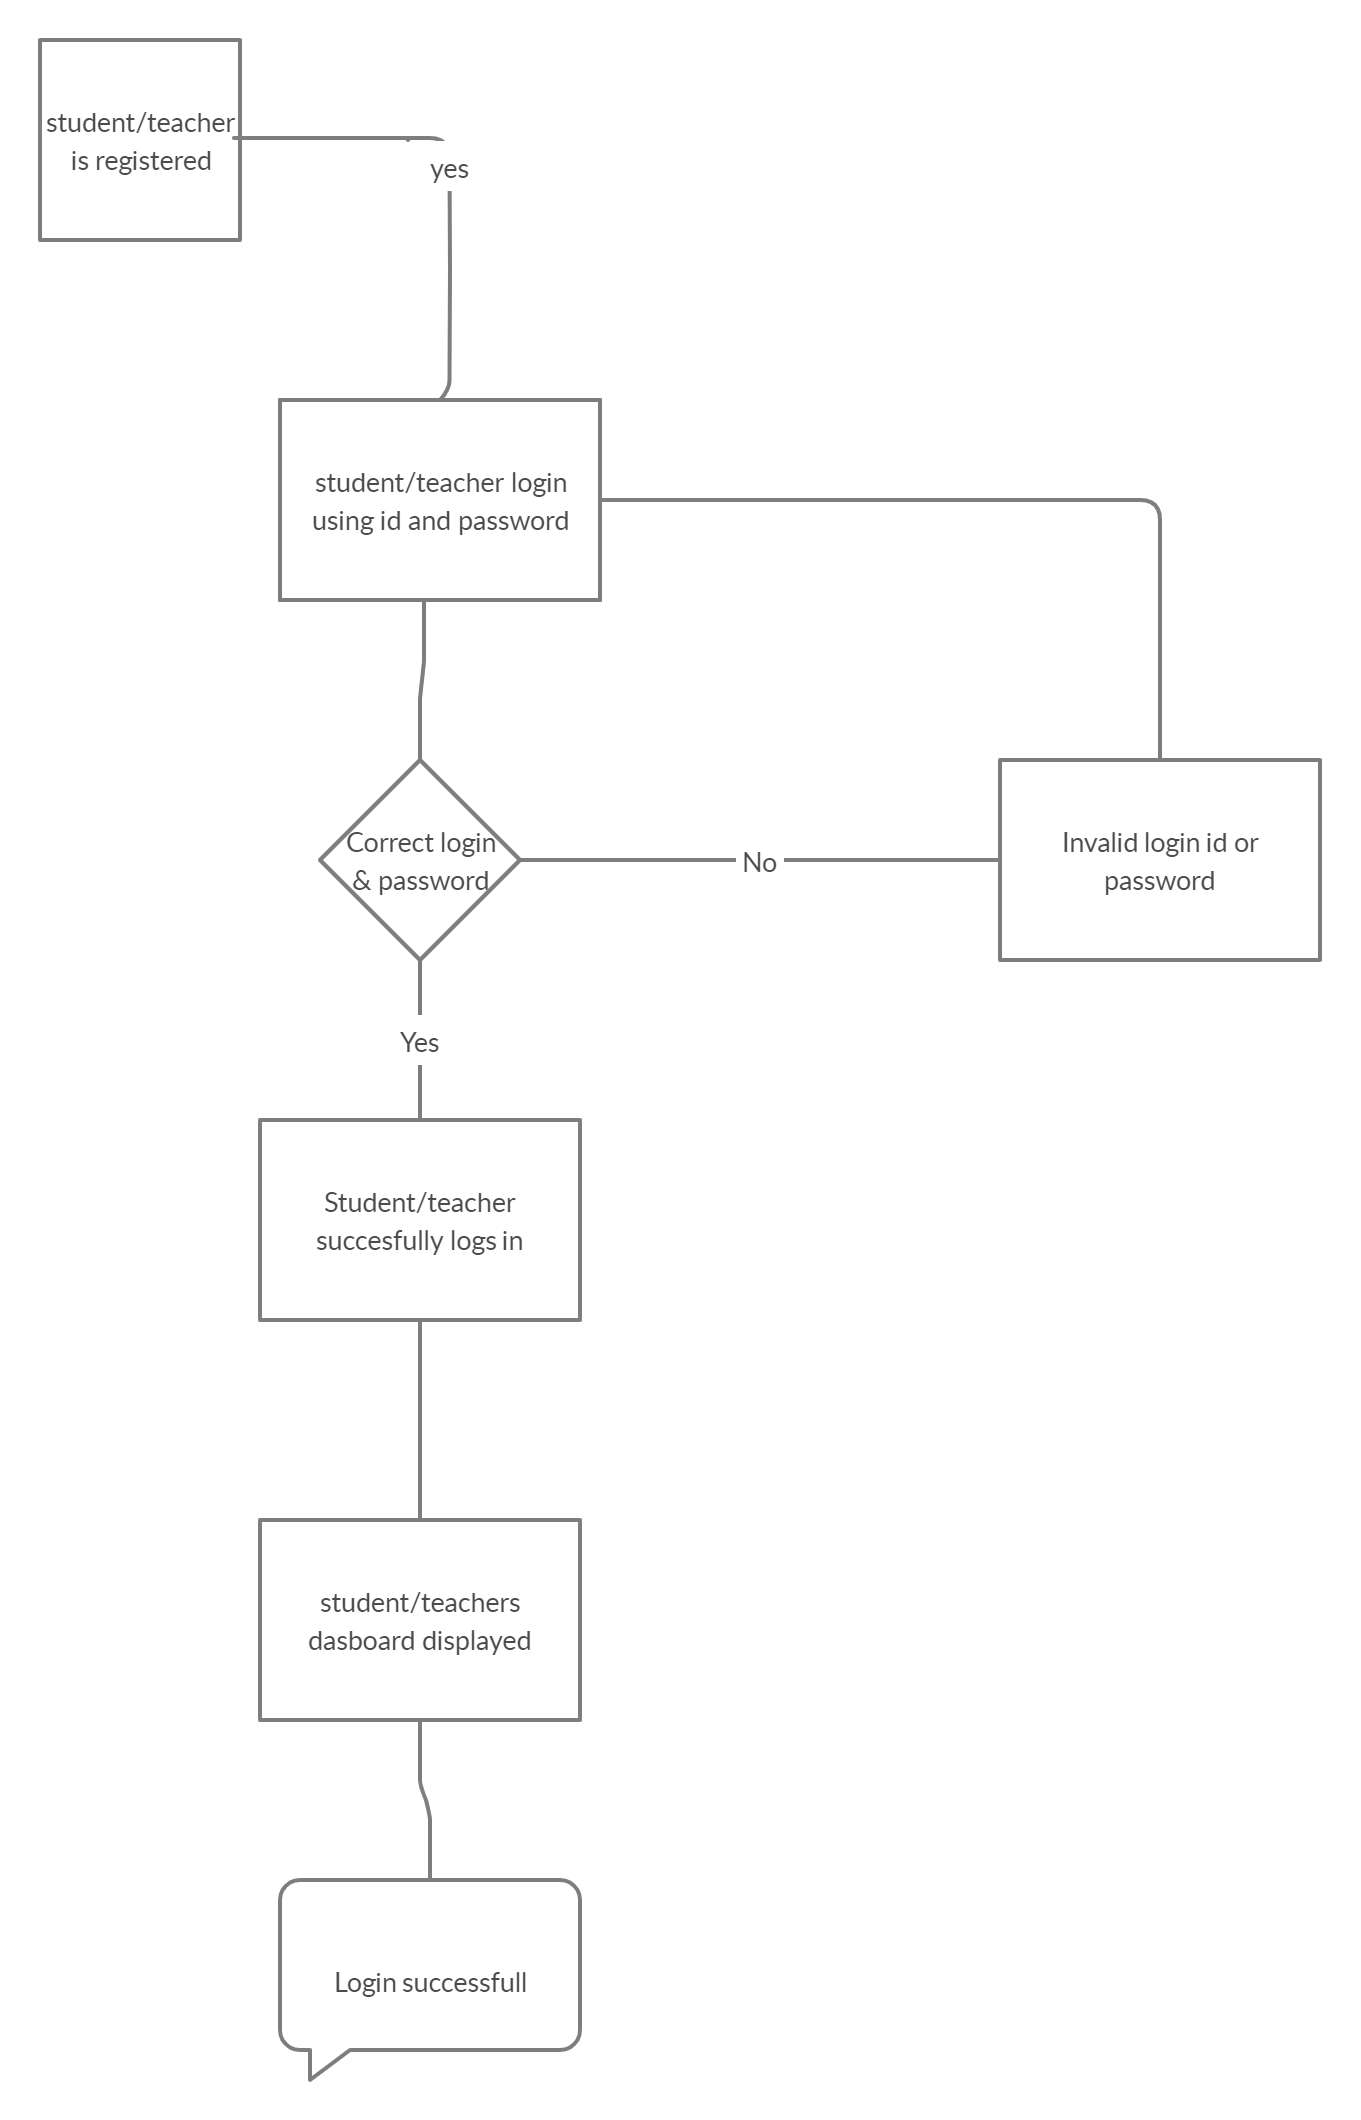 student/teacher
is registered
yes
student/teacher login
using id and password
Correct login
& password
No
Invalid login id or
password
Yes
Student/teacher
succesfully logs in
student/teachers
dasboard displayed
Login successfull